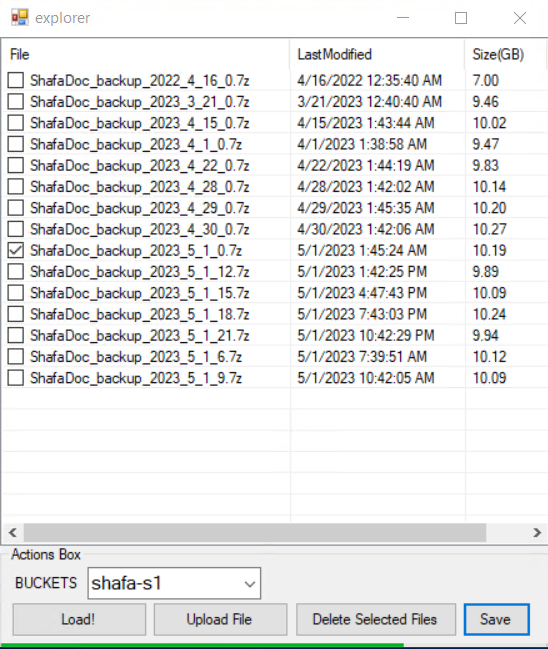 explorer
File LastModified Size(GB)
ShafaDoc_backup_2022_4_16_0.7z 4/16/2022 12:35:40 AM 7.00
ShafaDoc_backup_2023_3_21_0.7z 3/21/2023 12:40:40 AM 9.46
ShafaDoc_backup_2023_4_15_0.7z 4/15/2023 1:43:44 AM 10.02
ShafaDoc_backup_2023_4_1_0.7z 4/1/2023 1:38:58 AM 9.47
ShafaDoc_backup_2023_4_22_0.7z 4/22/2023 1:44:19 AM 9.83
ShafaDoc_backup_2023_4_28_0.7z 4/28/2023 1:42:02 AM 10.14
ShafaDoc_backup_2023_4_29_0.7z 4/29/2023 1:45:35 AM 10.20
ShafaDoc_backup_2023_4_30_0.7z 4/30/2023 1:42:06 AM 10.27
ShafaDoc_backup_2023_5_1_0.7z 5/1/2023 1:45:24 AM 10.19
ShafaDoc_backup_2023_5_1_12.7z 5/1/2023 1:42:25 PM 9.89
ShafaDoc_backup_2023_5_1_15.7z 5/1/2023 4:47:43 PM 10.09
ShafaDoc_backup_2023_5_1_18.7z 5/1/2023 7:43:03 PM 10.24
ShafaDoc_backup_2023_5_1_21.7z 5/1/2023 10:42:29 PM 9.94
ShafaDoc_backup_2023_5_1_6.7z 5/1/2023 7:39:51 AM 10.12
ShafaDoc_backup_2023_5_1_9.7z 5/1/2023 10:42:05 AM 10.09
Actions Box
BUCKETS shafa-s1
Load! Upload File Delete Selected Files Save